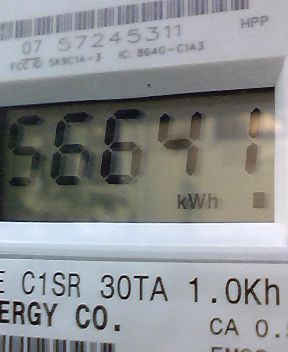 HPP
07 57245311
FCC ID: SK9C1A-3 IC: 864G-C1A3
56641
kWh
E C1SR 30TA 1.0Kh
ERGY CO.
CA 0.